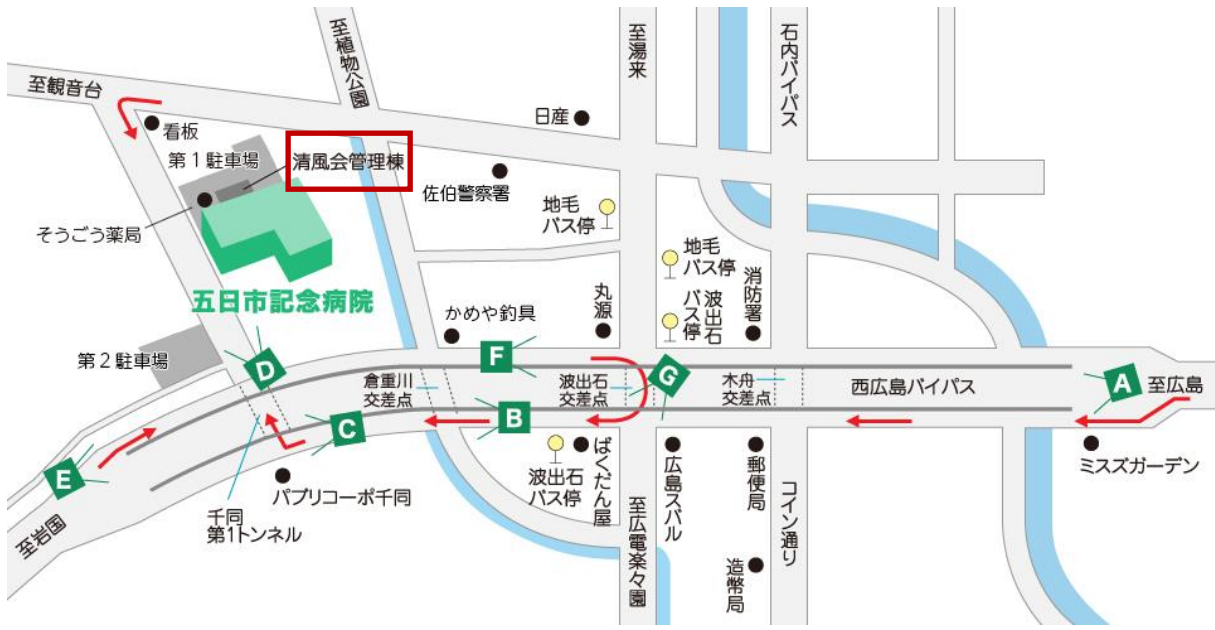 至観音台
看板
第1駐車場
清風会管理棟
そうごう薬局
五日市記念病院
第2駐車場
至植物公園
日産
佐伯警察署
地毛
バス停
至湯来
石内バイパス
地毛
バス停
波出石
バス停
消防署
丸源
かめや釣具
D
F
G
A
倉重川
交差点
波出石
交差点
木舟
交差点
西広島バイパス
至広島
B
C
E
ミスズガーデン
パプリコーポ千同
千同
第1トンネル
至岩国
波出石
バス停
ばくだん屋
至広電楽々園
広島スバル
郵便局
造幣局
コイン通り